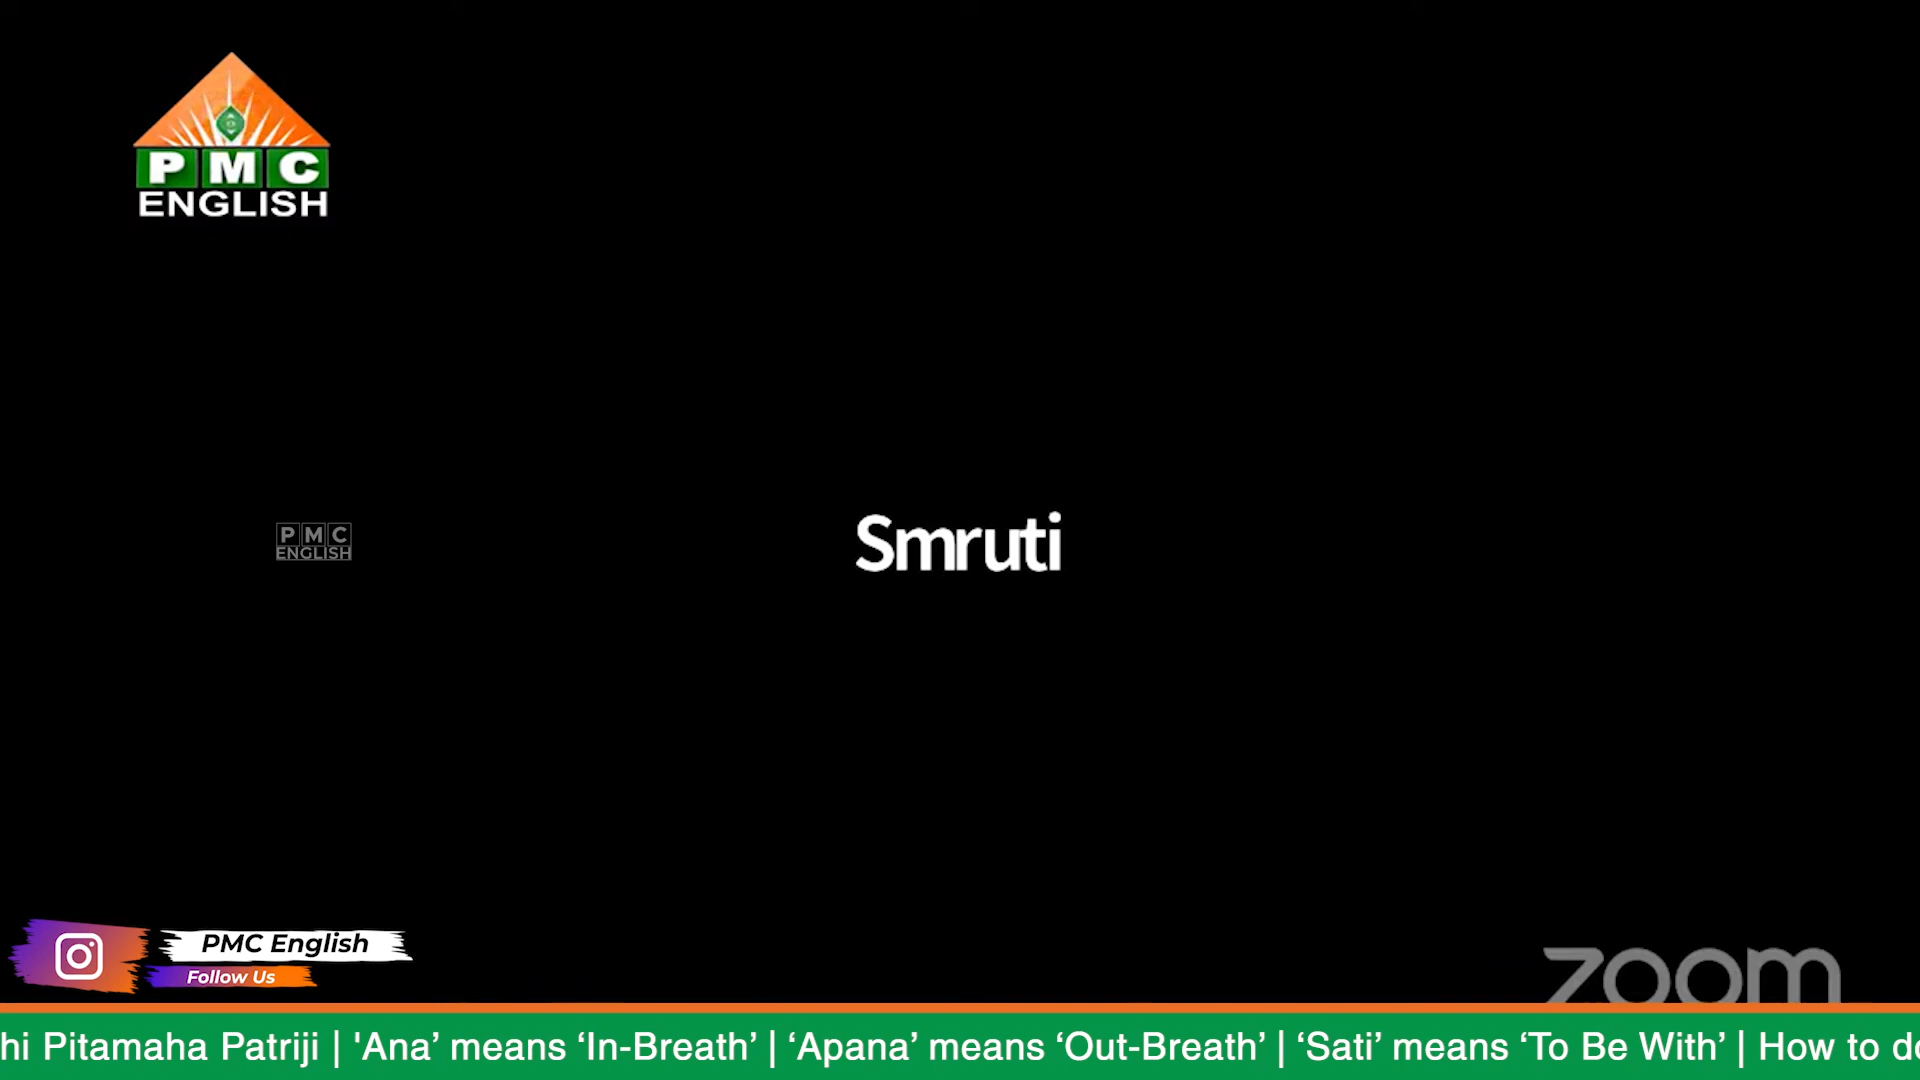 PMC
ENGLISH
PMC
ENGLISH
Smruti
PMC English
Follow Us
zoom
hi Pitamaha Patriji | 'Ana’ means ‘In-Breath’ | ‘Apana’ means ‘Out-Breath’ | ‘Sati’ means ‘To Be With’ | How to do